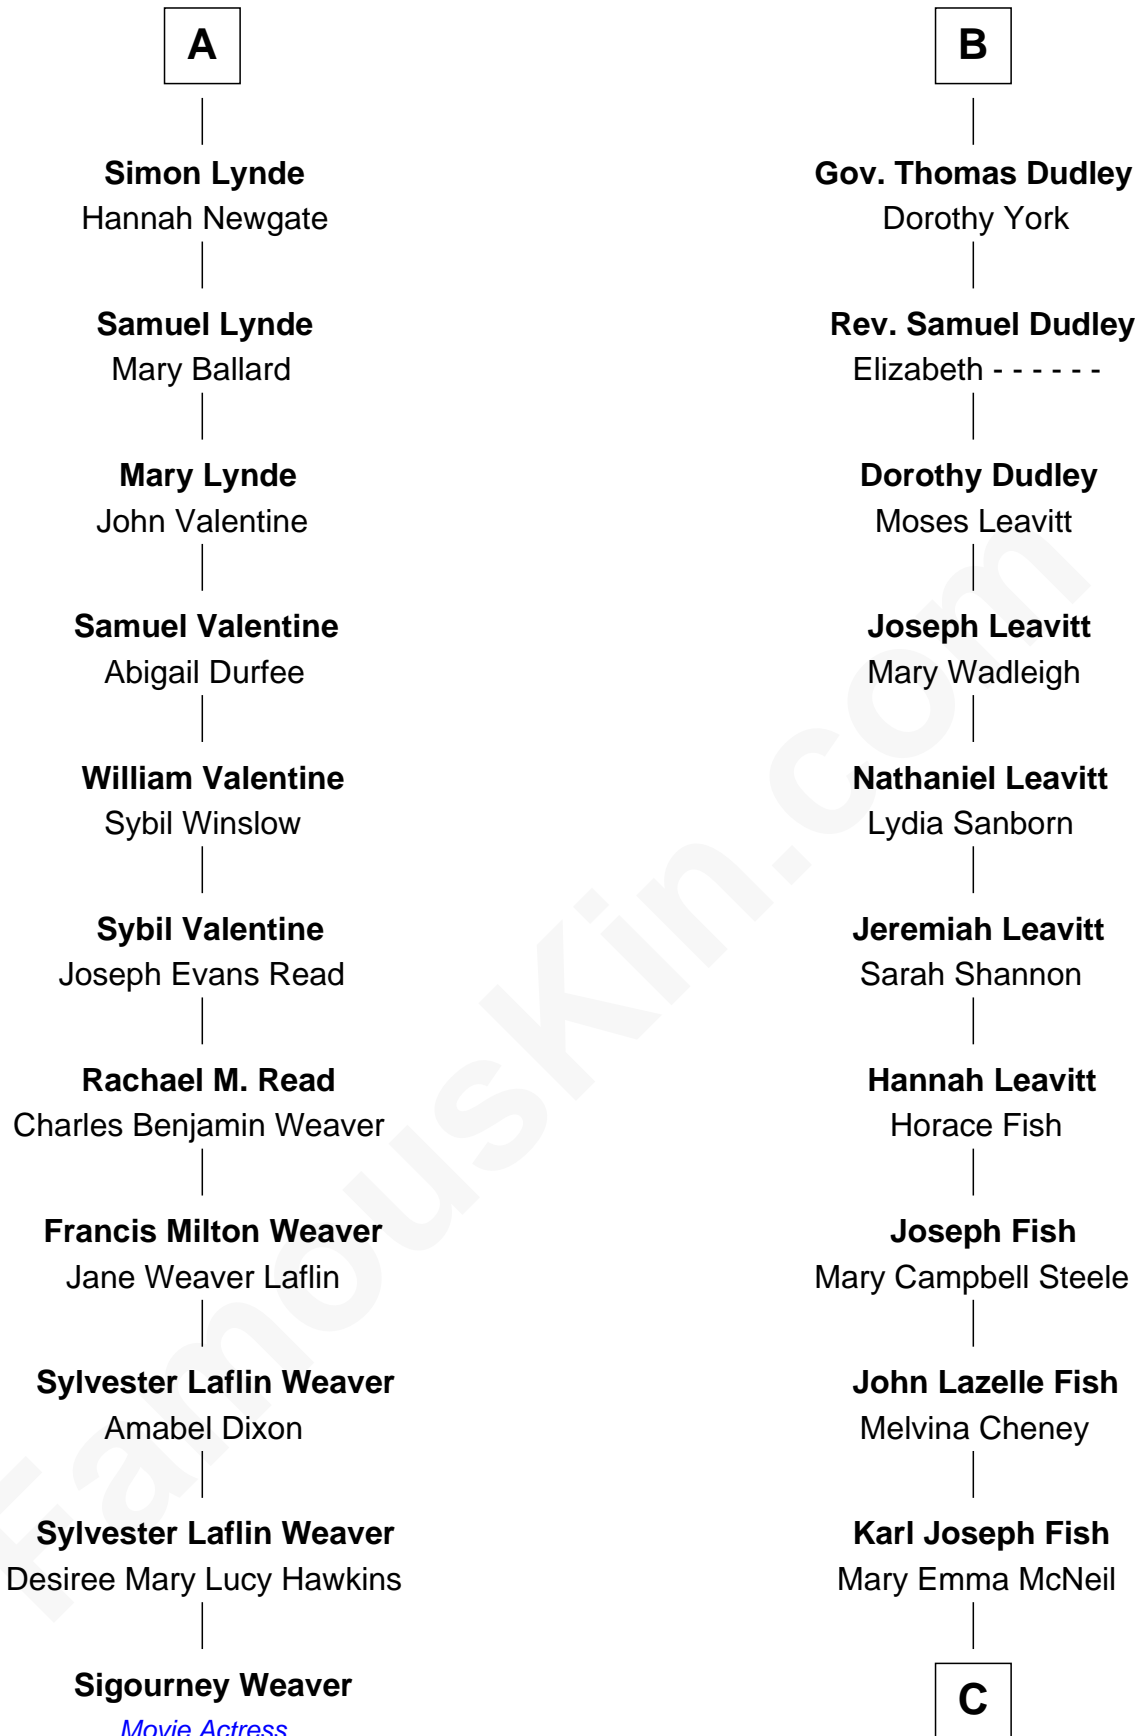 A
Simon Lynde
Hannah Newgate
Samuel Lynde
Mary Ballard
Mary Lynde
John Valentine
Samuel Valentine
Abigail Durfee
William Valentine
Sybil Winslow
Sybil Valentine
Joseph Evans Read
Rachael M. Read
Charles Benjamin Weaver
Francis Milton Weaver
Jane Weaver Laflin
Sylvester Laflin Weaver
Amabel Dixon
Sylvester Laflin Weaver
Desiree Mary Lucy Hawkins
Sigourney Weaver
Movie Actress
B
Gov. Thomas Dudley
Dorothy York
Rev. Samuel Dudley
Elizabeth - - - - - -
Dorothy Dudley
Moses Leavitt
Joseph Leavitt
Mary Wadleigh
Nathaniel Leavitt
Lydia Sanborn
Jeremiah Leavitt
Sarah Shannon
Hannah Leavitt
Horace Fish
Joseph Fish
Mary Campbell Steele
John Lazelle Fish
Melvina Cheney
Karl Joseph Fish
Mary Emma McNeil
C
FamousKin.com